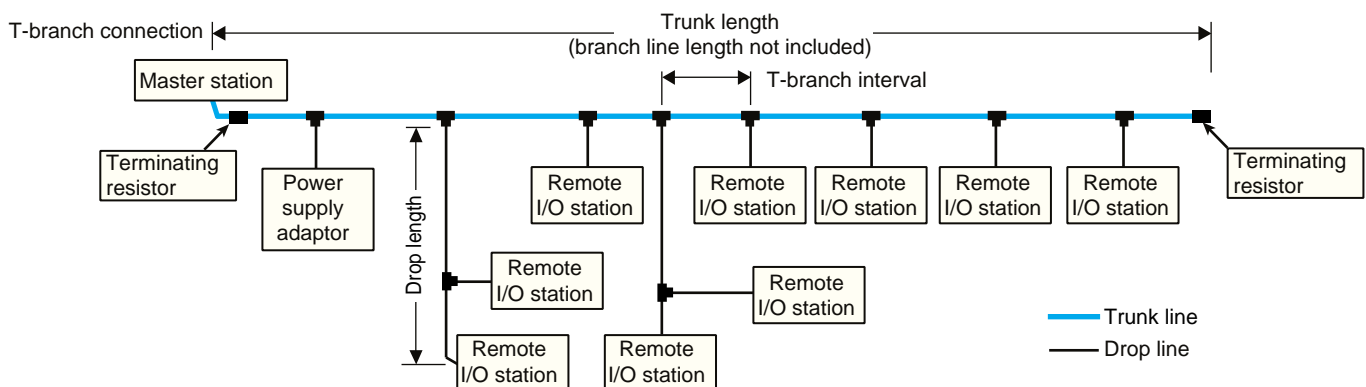 T-branch connection
Trunk length
(branch line length not included)
Master station
T-branch interval
Terminating
resistor
Power
supply
adaptor
Drop length
Remote
I/O station
Remote
I/O station
Remote
I/O station
Remote
I/O station
Remote
I/O station
Terminating
resistor
Remote
I/O station
Remote
I/O station
Remote
I/O station
Remote
I/O station
Trunk line
Drop line